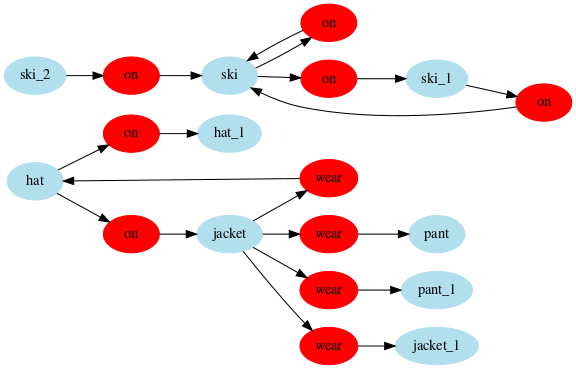 on
ski_2 on ski on ski_1
on
on hat_1
hat wear
on jacket wear pant
wear pant_1
wear jacket_1